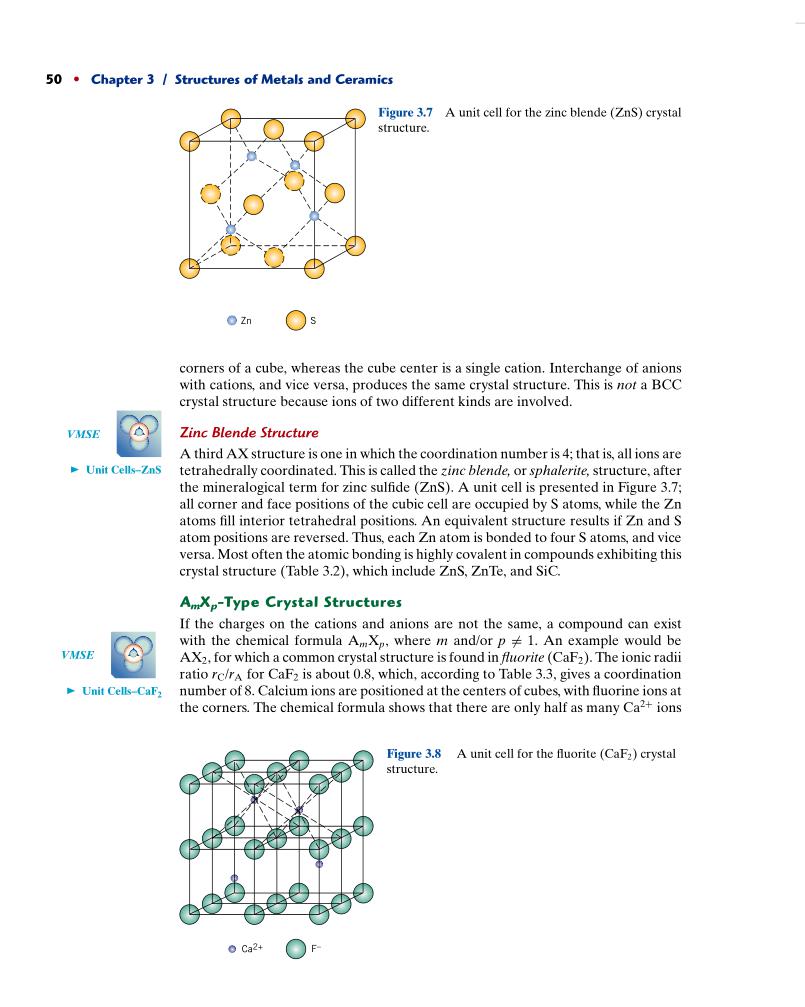 50 • Chapter 3 / Structures of Metals and Ceramics
Figure 3.7 A unit cell for the zinc blende (ZnS) crystal
structure.
Zn
S
corners of a cube, whereas the cube center is a single cation. Interchange of anions
with cations, and vice versa, produces the same crystal structure. This is not a BCC
crystal structure because ions of two different kinds are involved.
VMSE
Unit Cells–ZnS
Zinc Blende Structure
A third AX structure is one in which the coordination number is 4; that is, all ions are
tetrahedrally coordinated. This is called the zinc blende, or sphalerite, structure, after
the mineralogical term for zinc sulfide (ZnS). A unit cell is presented in Figure 3.7;
all corner and face positions of the cubic cell are occupied by S atoms, while the Zn
atoms fill interior tetrahedral positions. An equivalent structure results if Zn and S
atom positions are reversed. Thus, each Zn atom is bonded to four S atoms, and vice
versa. Most often the atomic bonding is highly covalent in compounds exhibiting this
crystal structure (Table 3.2), which include ZnS, ZnTe, and SiC.
AmXp-Type Crystal Structures
VMSE
Unit Cells–CaF2
If the charges on the cations and anions are not the same, a compound can exist
with the chemical formula AmXp, where m and/or p ≠ 1. An example would be
AX2, for which a common crystal structure is found in fluorite (CaF2). The ionic radii
ratio rC/rA for CaF2 is about 0.8, which, according to Table 3.3, gives a coordination
number of 8. Calcium ions are positioned at the centers of cubes, with fluorine ions at
the corners. The chemical formula shows that there are only half as many Ca2+ ions
Figure 3.8 A unit cell for the fluorite (CaF2) crystal
structure.
Ca2+
F−